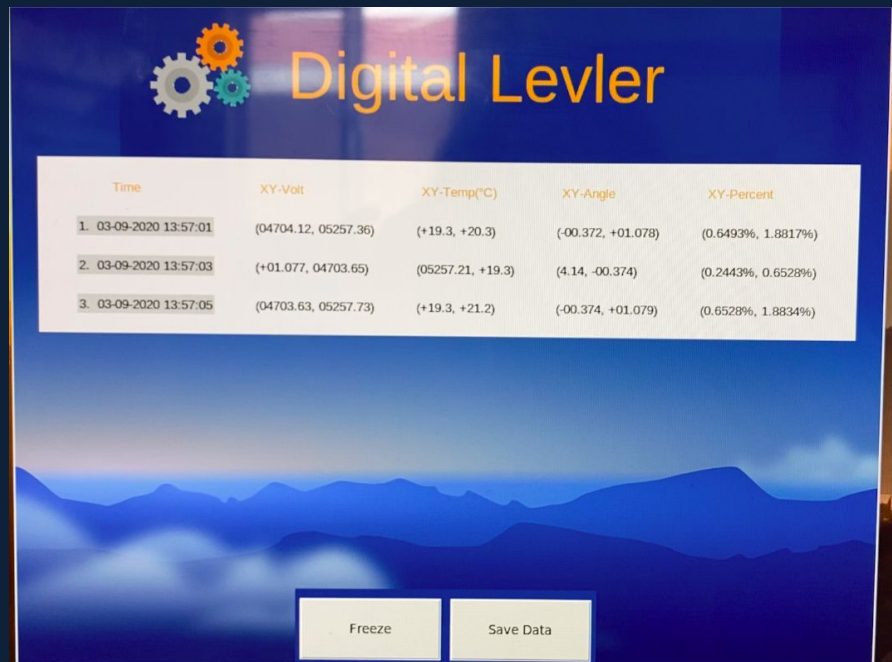 Digital Levler
Time XY-Volt XY-Temp(°C) XY-Angle XY-Percent
1. 03-09-2020 13:57:01 (04704.12, 05257.36) (+19.3, +20.3) (-00.372, +01.078) (0.6493%, 1.8817%)
2. 03-09-2020 13:57:03 (+01.077, 04703.65) (05257.21, +19.3) (4.14, -00.374) (0.2443%, 0.6528%)
3. 03-09-2020 13:57:05 (04703.63, 05257.73) (+19.3, +21.2) (-00.374, +01.079) (0.6528%, 1.8834%)
Freeze Save Data